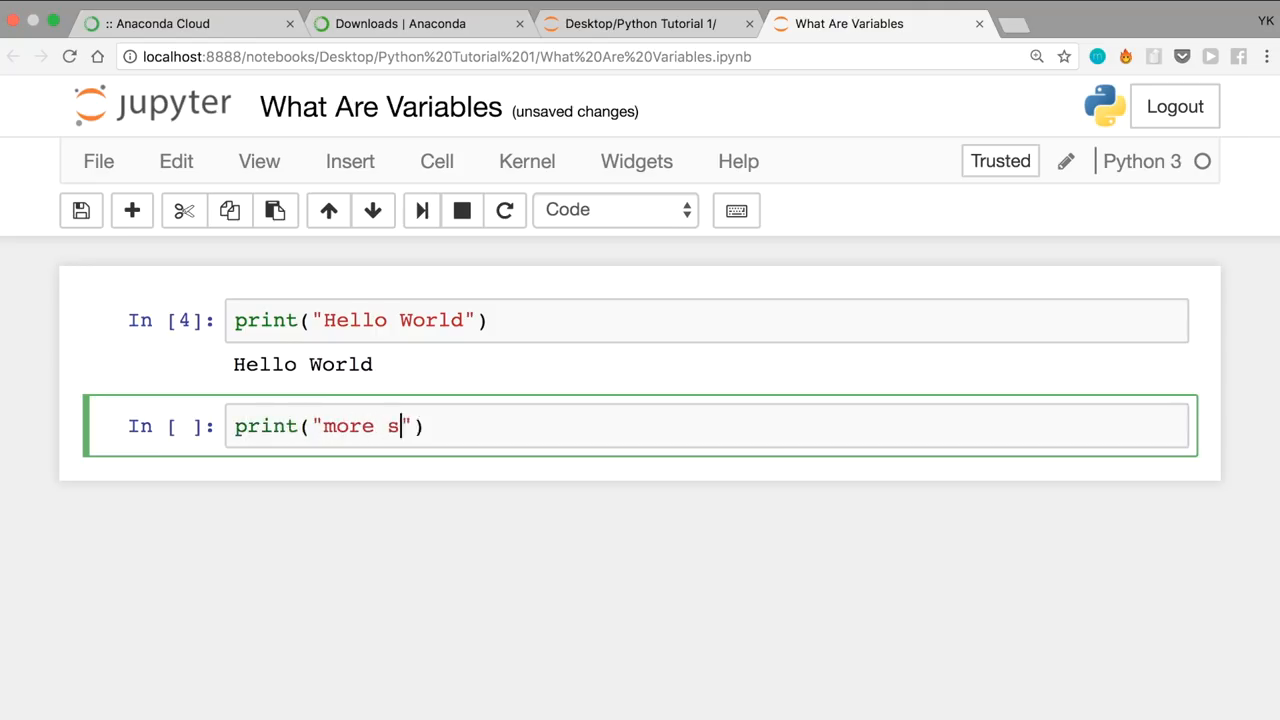 :: Anaconda Cloud
Downloads | Anaconda
Desktop/Python Tutorial 1/
What Are Variables
YK
localhost:8888/notebooks/Desktop/Python%20Tutorial%201/What%20Are%20Variables.ipynb
jupyter What Are Variables (unsaved changes) Logout
File Edit View Insert Cell Kernel Widgets Help Trusted Python 3
Code
In [4]: print("Hello World")
Hello World
In [ ]: print("more s")